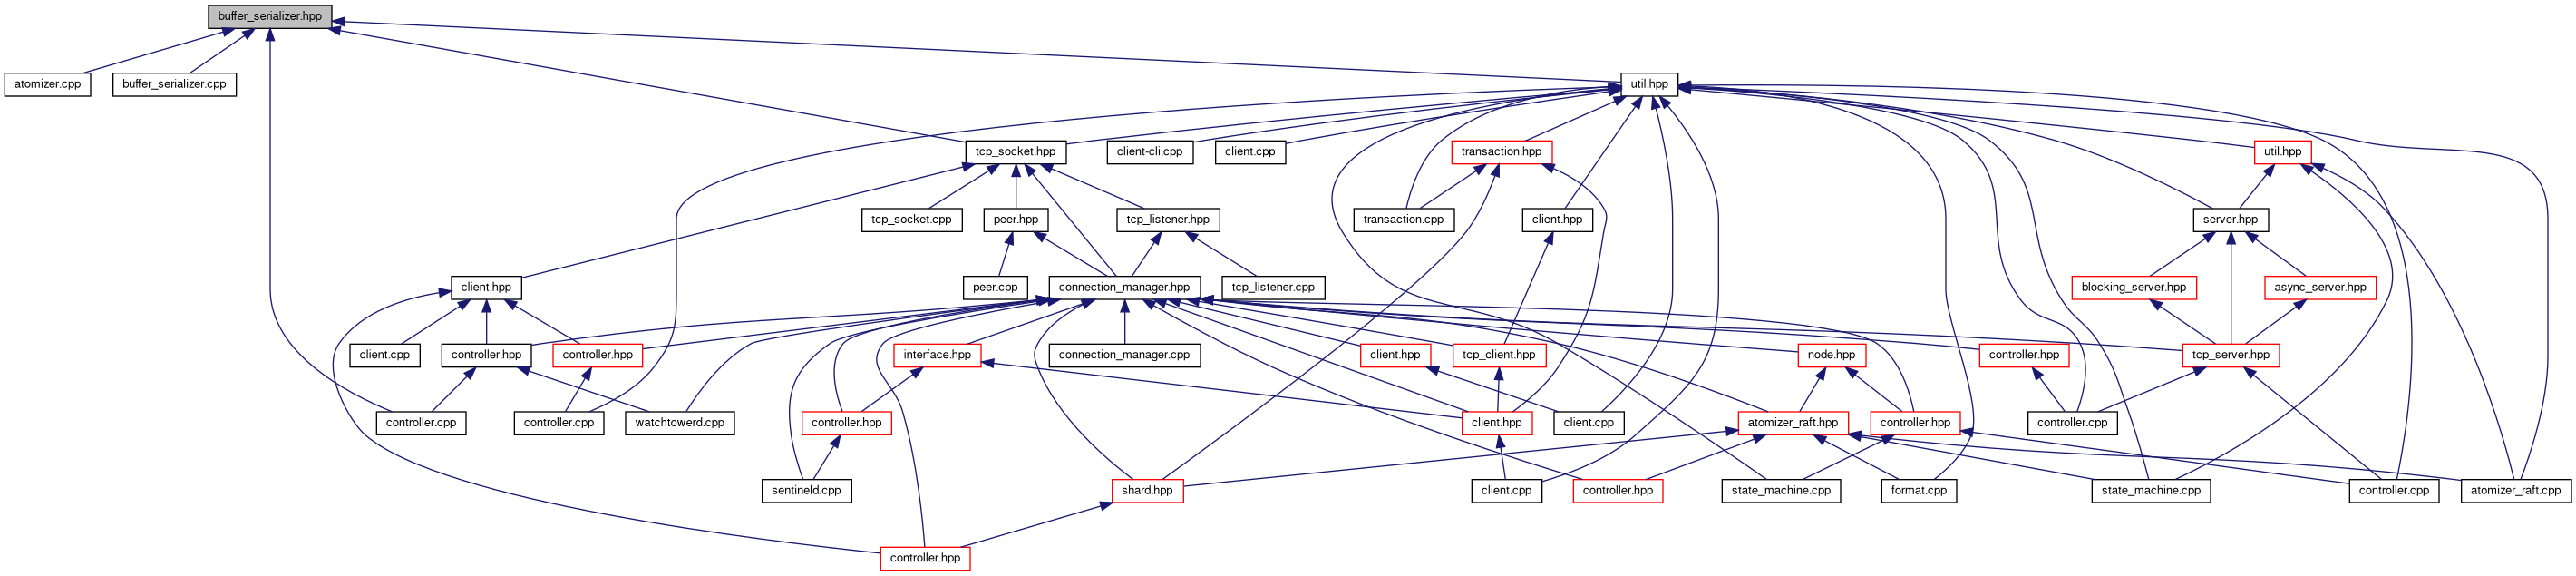 buffer_serializer.hpp
atomizer.cpp
buffer_serializer.cpp
util.hpp
tcp_socket.hpp
client-cli.cpp
client.cpp
transaction.hpp
util.hpp
tcp_socket.cpp
peer.hpp
tcp_listener.hpp
transaction.cpp
client.hpp
server.hpp
client.hpp
peer.cpp
connection_manager.hpp
tcp_listener.cpp
blocking_server.hpp
async_server.hpp
client.cpp
controller.hpp
controller.hpp
interface.hpp
connection_manager.cpp
client.hpp
tcp_client.hpp
node.hpp
controller.hpp
tcp_server.hpp
controller.cpp
controller.cpp
watchtowerd.cpp
controller.hpp
client.hpp
client.cpp
atomizer_raft.hpp
controller.hpp
controller.cpp
sentineld.cpp
shard.hpp
client.cpp
controller.hpp
state_machine.cpp
format.cpp
state_machine.cpp
controller.cpp
atomizer_raft.cpp
controller.hpp